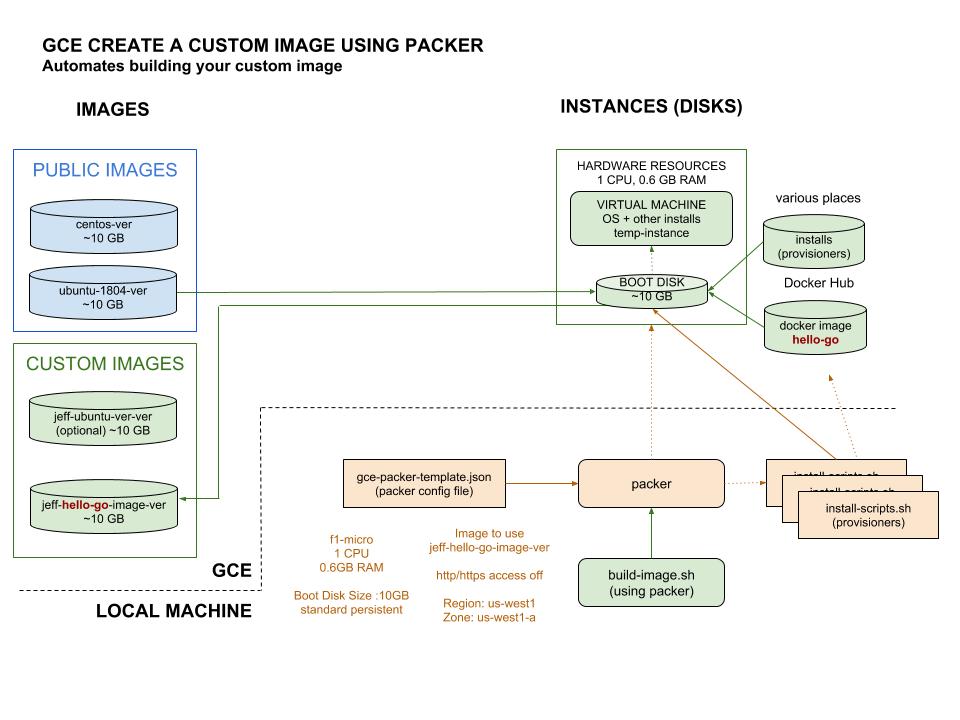 GCE CREATE A CUSTOM IMAGE USING PACKER
Automates building your custom image
IMAGES
INSTANCES (DISKS)
PUBLIC IMAGES
centos-ver
~10 GB
ubuntu-1804-ver
~10 GB
CUSTOM IMAGES
jeff-ubuntu-ver-ver
(optional) ~10 GB
jeff-hello-go-image-ver
~10 GB
HARDWARE RESOURCES
1 CPU, 0.6 GB RAM
VIRTUAL MACHINE
OS + other installs
temp-instance
BOOT DISK
~10 GB
various places
installs
(provisioners)
Docker Hub
docker image
hello-go
GCE
LOCAL MACHINE
gce-packer-template.json
(packer config file)
packer
install-scripts.sh
install-scripts.sh
install-scripts.sh
(provisioners)
build-image.sh
(using packer)
f1-micro
1 CPU
0.6GB RAM
Boot Disk Size :10GB
standard persistent
Image to use
jeff-hello-go-image-ver
http/https access off
Region: us-west1
Zone: us-west1-a